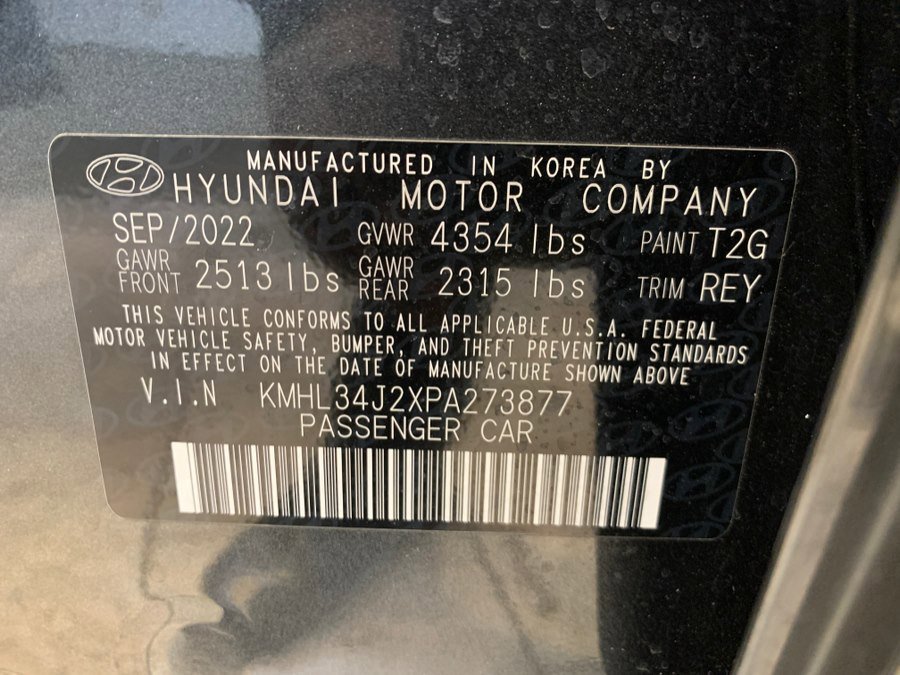 MANUFACTURED IN KOREA BY
HYUNDAI MOTOR COMPANY
SEP/2022 GVWR 4354 lbs PAINT T2G
GAWR FRONT 2513 lbs GAWR REAR 2315 lbs TRIM REY
THIS VEHICLE CONFORMS TO ALL APPLICABLE U.S.A. FEDERAL
MOTOR VEHICLE SAFETY, BUMPER, AND THEFT PREVENTION STANDARDS
IN EFFECT ON THE DATE OF MANUFACTURE SHOWN ABOVE
V.I.N KMHL34J2XPA273877
PASSENGER CAR